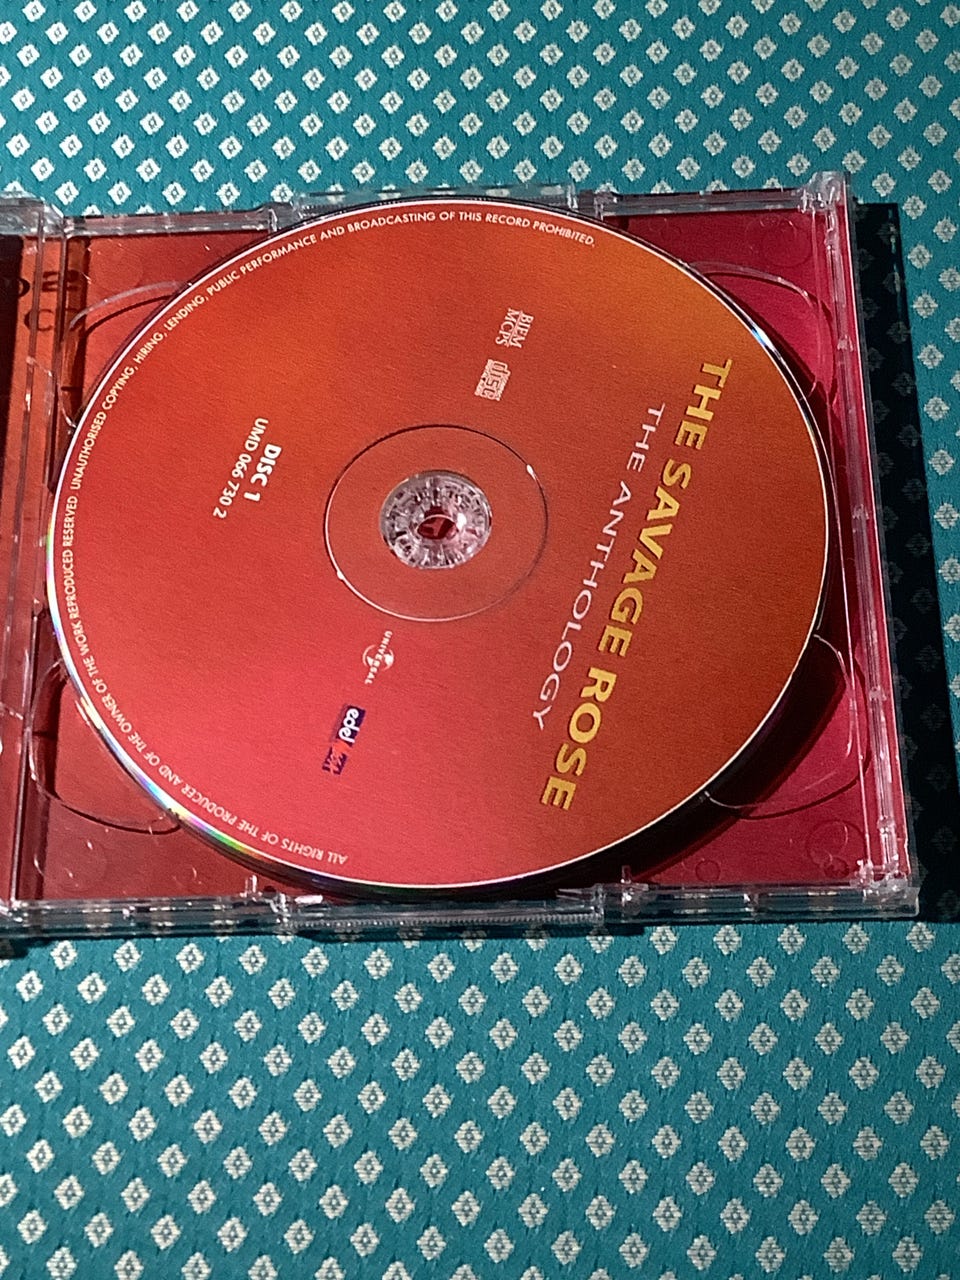 THE SAVAGE ROSE
THE ANTHOLOGY
BIEM
MCPS
disc
DISC 1
UMD 066 730 2
UNIVERSAL
edel
ALL RIGHTS OF THE PRODUCER AND OF THE OWNER OF THE WORK REPRODUCED RESERVED UNAUTHORISED COPYING, HIRING, LENDING, PUBLIC PERFORMANCE AND BROADCASTING OF THIS RECORD PROHIBITED.